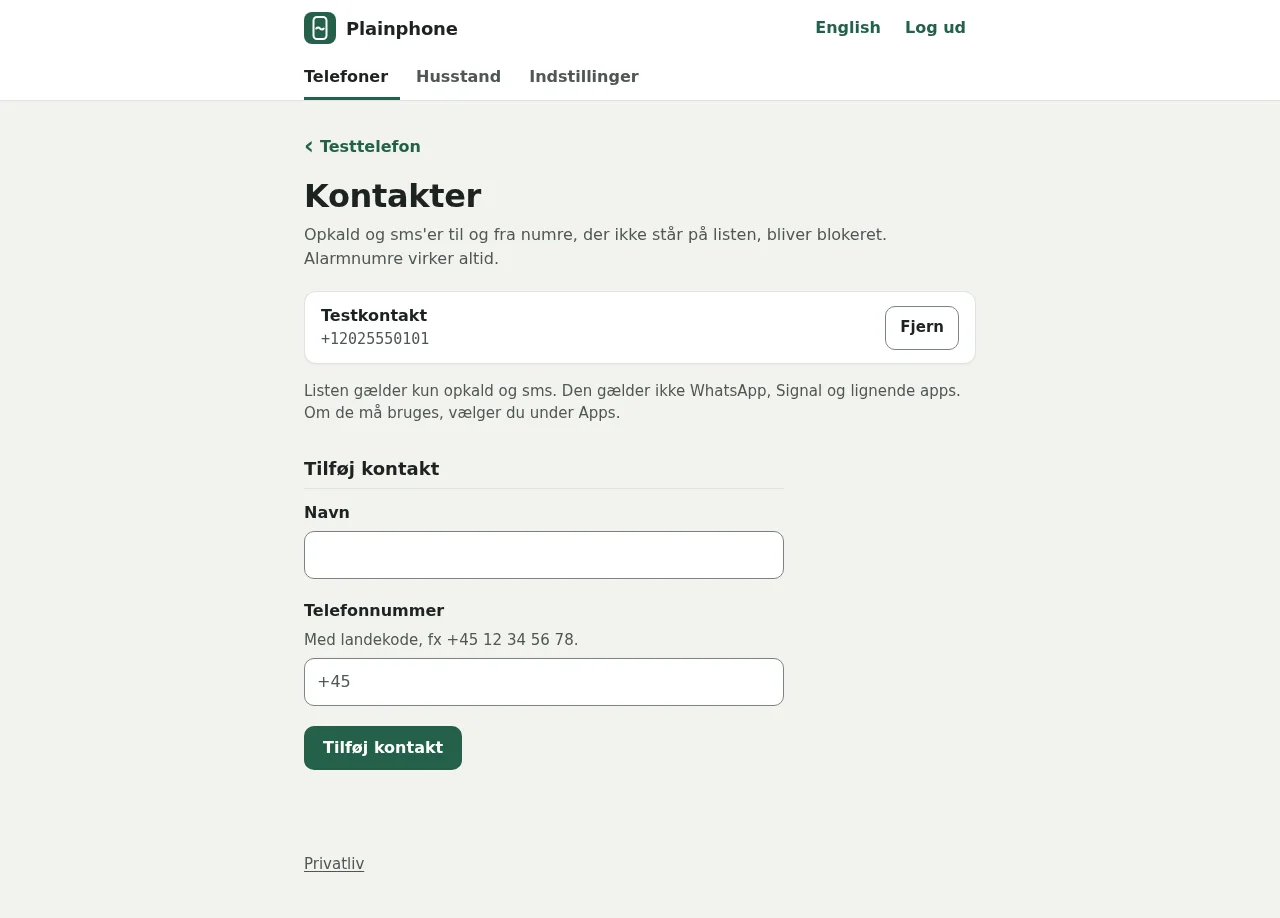 Plainphone
English
Log ud
Telefoner
Husstand
Indstillinger
‹ Testtelefon
Kontakter
Opkald og sms'er til og fra numre, der ikke står på listen, bliver blokeret.
Alarmnumre virker altid.
Testkontakt
+12025550101
Fjern
Listen gælder kun opkald og sms. Den gælder ikke WhatsApp, Signal og lignende apps.
Om de må bruges, vælger du under Apps.
Tilføj kontakt
Navn
Telefonnummer
Med landekode, fx +45 12 34 56 78.
+45
Tilføj kontakt
Privatliv